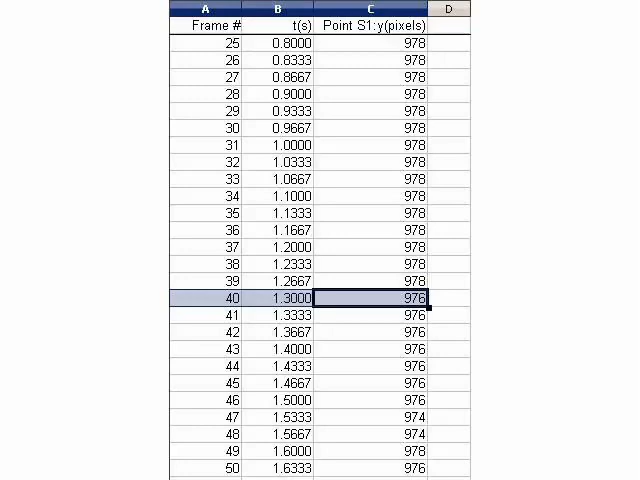 A B C D
Frame # t(s) Point S1:y(pixels)
25 0.8000 978
26 0.8333 978
27 0.8667 978
28 0.9000 978
29 0.9333 978
30 0.9667 978
31 1.0000 978
32 1.0333 978
33 1.0667 978
34 1.1000 978
35 1.1333 978
36 1.1667 978
37 1.2000 978
38 1.2333 978
39 1.2667 978
40 1.3000 976
41 1.3333 976
42 1.3667 976
43 1.4000 976
44 1.4333 976
45 1.4667 976
46 1.5000 976
47 1.5333 974
48 1.5667 974
49 1.6000 978
50 1.6333 976